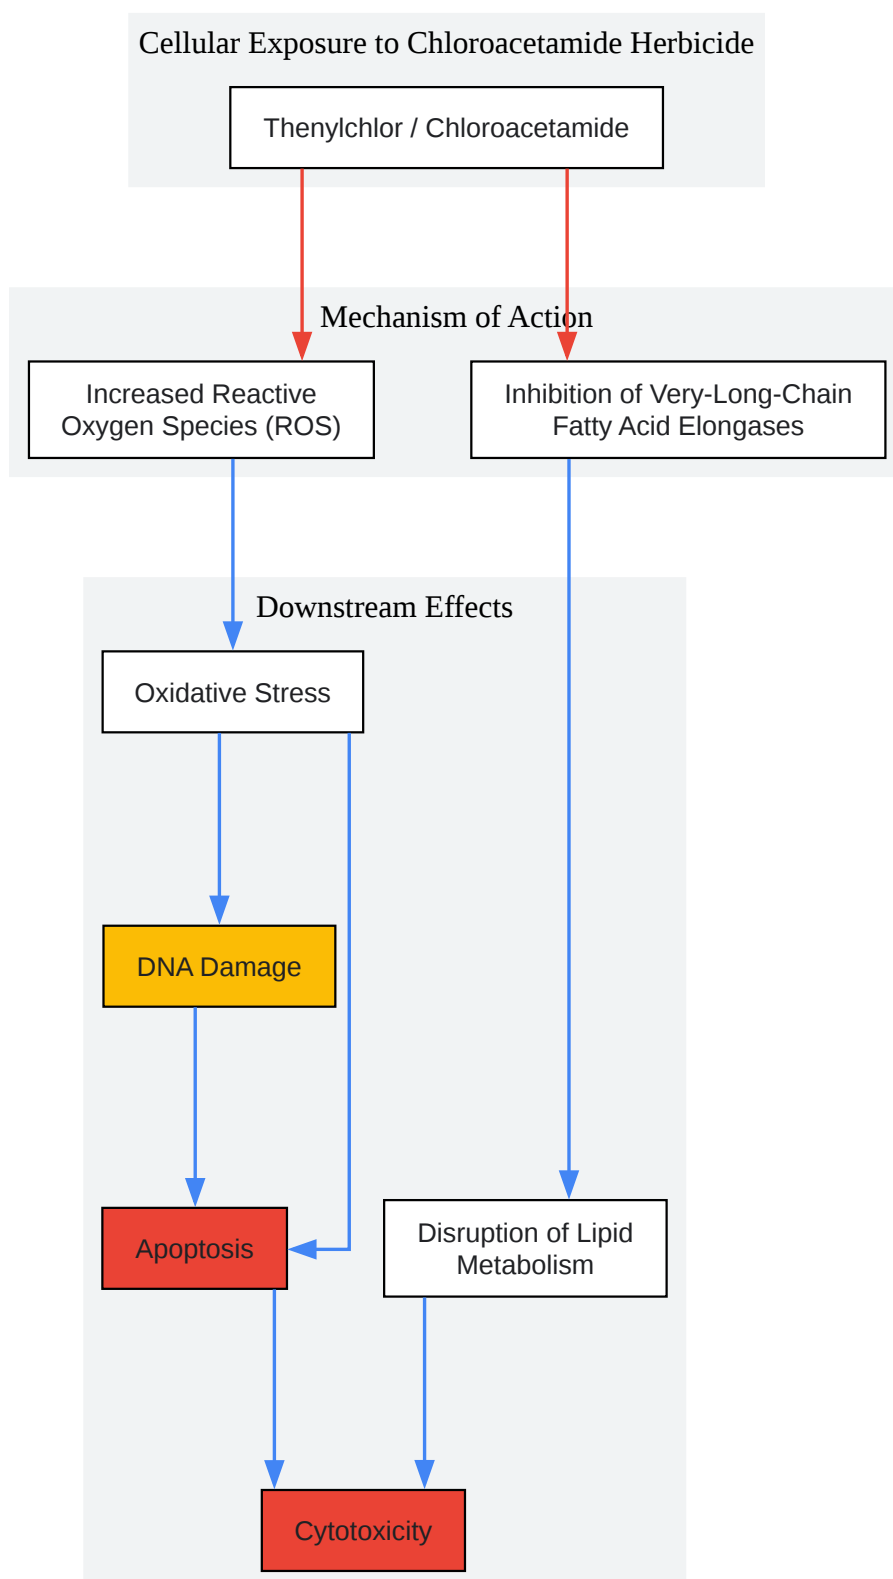 Cellular Exposure to Chloroacetamide Herbicide
Thenylchlor / Chloroacetamide
Mechanism of Action
Increased Reactive
Oxygen Species (ROS)
Inhibition of Very-Long-Chain
Fatty Acid Elongases
Downstream Effects
Oxidative Stress
DNA Damage
Apoptosis
Disruption of Lipid
Metabolism
Cytotoxicity